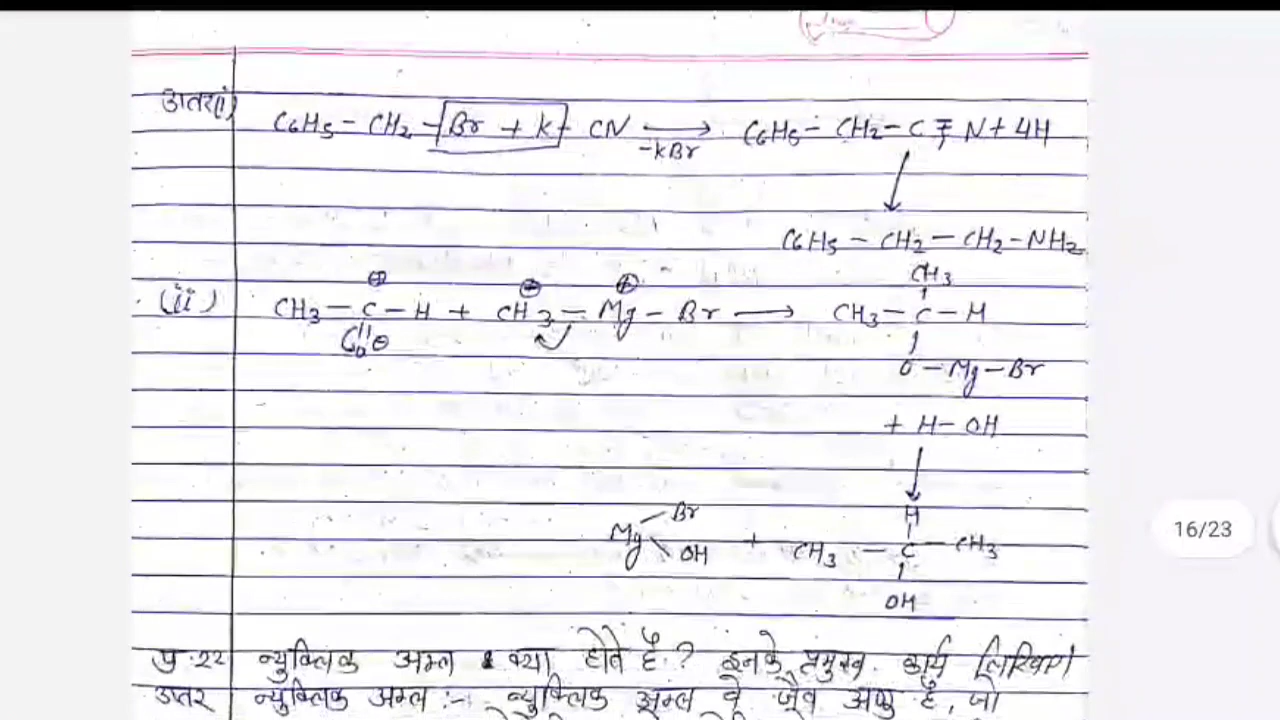 उत्तर(i) C6H5 – CH2 – Br + K – CN ⟶ C6H5 – CH2 – C ≡ N + 4H
-KBr
↓
C6H5 – CH2 – CH2 – NH2
CH3
(ii) CH3 – C – H + CH3 – Mg – Br ⟶ CH3 – C – H
O
O – Mg – Br
+ H – OH
↓
H
Br
Mg + CH3 – C – CH3
OH
OH
16/23
प्र.22 न्युक्लिक अम्ल क्या होते है? इनके प्रमुख कार्य लिखिए।
उत्तर न्युक्लिक अम्ल :- न्युक्लिक अम्ल वे जैव अणु है, जो